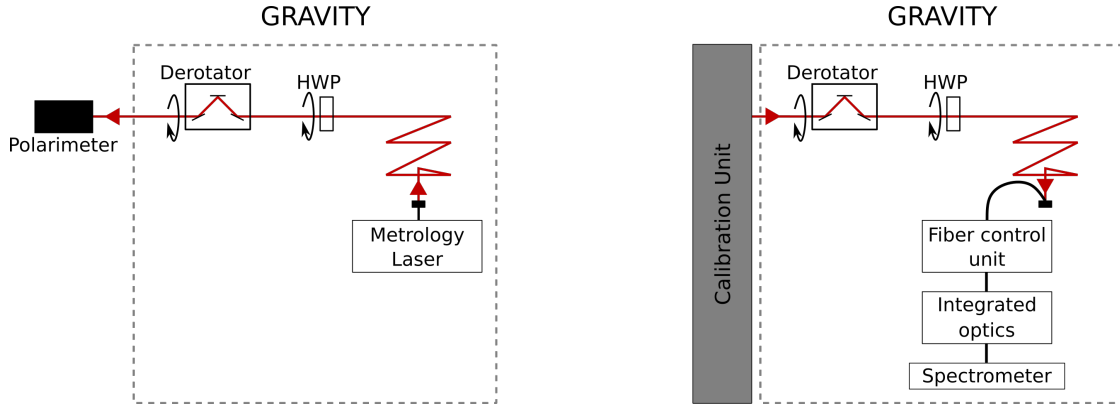 GRAVITY
Derotator
HWP
Polarimeter
Metrology
Laser
GRAVITY
Calibration Unit
Derotator
HWP
Fiber control
unit
Integrated
optics
Spectrometer